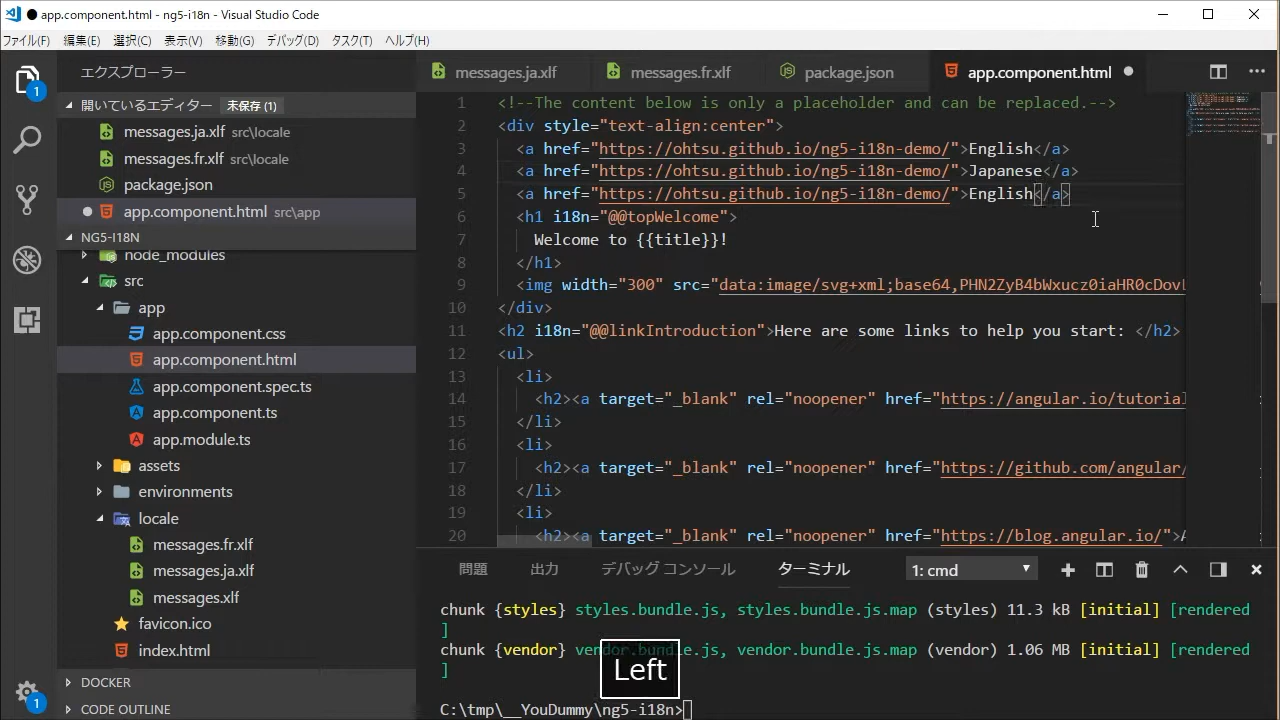 app.component.html - ng5-i18n - Visual Studio Code
ファイル(F) 編集(E) 選択(C) 表示(V) 移動(G) デバッグ(D) タスク(T) ヘルプ(H)
エクスプローラー
開いているエディター 未保存 (1)
messages.ja.xlf src\locale
messages.fr.xlf src\locale
package.json
app.component.html src\app
NG5-I18N
node_modules
src
app
app.component.css
app.component.html
app.component.spec.ts
app.component.ts
app.module.ts
assets
environments
locale
messages.fr.xlf
messages.ja.xlf
messages.xlf
favicon.ico
index.html
DOCKER
CODE OUTLINE
1
1
messages.ja.xlf messages.fr.xlf package.json app.component.html
1 <!--The content below is only a placeholder and can be replaced.-->
2 <div style="text-align:center">
3 <a href="https://ohtsu.github.io/ng5-i18n-demo/">English</a>
4 <a href="https://ohtsu.github.io/ng5-i18n-demo/">Japanese</a>
5 <a href="https://ohtsu.github.io/ng5-i18n-demo/">English</a>
6 <h1 i18n="@@topWelcome">
7 Welcome to {{title}}!
8 </h1>
9 <img width="300" src="data:image/svg+xml;base64,PHN2ZyB4bWxucz0iaHR0cDovL
10 </div>
11 <h2 i18n="@@linkIntroduction">Here are some links to help you start: </h2>
12 <ul>
13 <li>
14 <h2><a target="_blank" rel="noopener" href="https://angular.io/tutorial
15 </li>
16 <li>
17 <h2><a target="_blank" rel="noopener" href="https://github.com/angular/
18 </li>
19 <li>
20 <h2><a target="_blank" rel="noopener" href="https://blog.angular.io/">A
問題 出力 デバッグ コンソール ターミナル 1: cmd
chunk {styles} styles.bundle.js, styles.bundle.js.map (styles) 11.3 kB [initial] [rendered
]
chunk {vendor} vendor.bundle.js, vendor.bundle.js.map (vendor) 1.06 MB [initial] [rendered
]
Left
C:\tmp\__YouDummy\ng5-i18n>